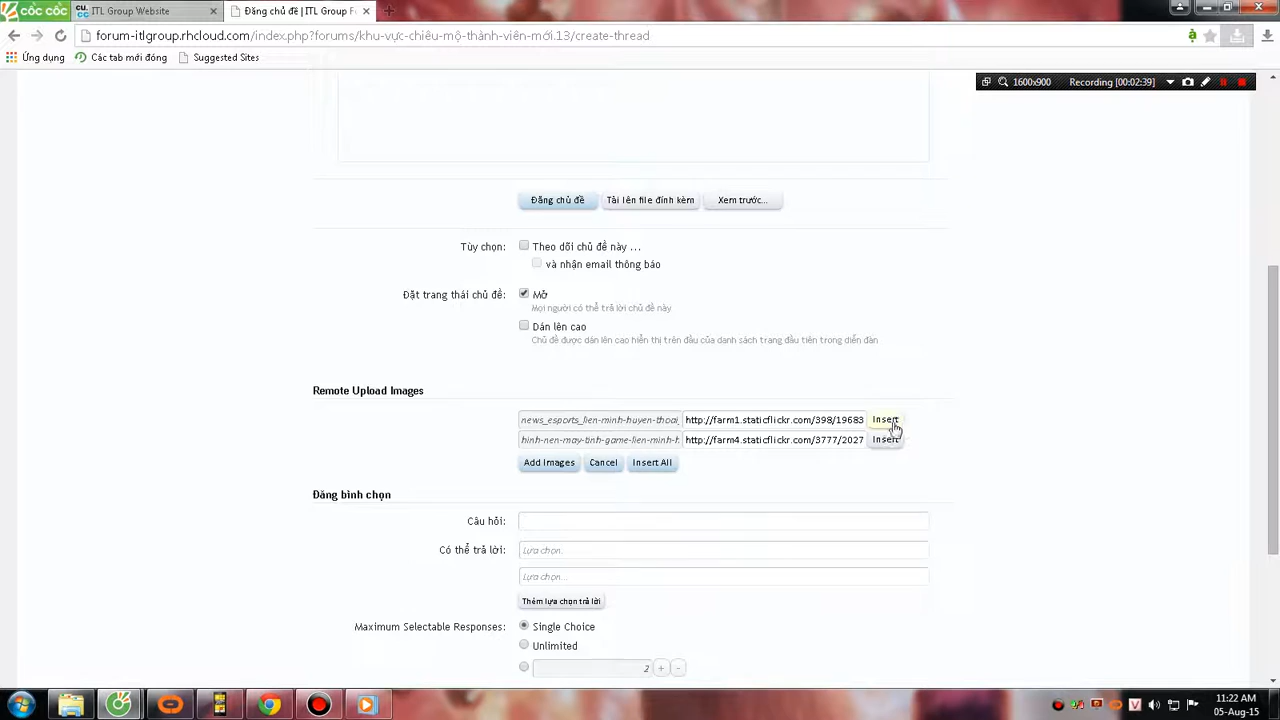 cốc cốc
ITL Group Website
Đăng chủ đề | ITL Group F
forum-itlgroup.rhcloud.com/index.php?forums/khu-vực-chiêu-mộ-thành-viên-mới.13/create-thread
Ứng dụng
Các tab mới đóng
Suggested Sites
1600x900
Recording [00:02:39]
Đăng chủ đề
Tải lên file đính kèm
Xem trước...
Tùy chọn:
Theo dõi chủ đề này ...
và nhận email thông báo
Đặt trạng thái chủ đề:
Mở
Mọi người có thể trả lời chủ đề này
Dán lên cao
Chủ đề được dán lên cao hiển thị trên đầu của danh sách trang đầu tiên trong diễn đàn
Remote Upload Images
news_esports_lien-minh-huyen-thoai_
http://farm1.staticflickr.com/398/19683
Insert
hinh-nen-may-tinh-game-lien-minh-h
http://farm4.staticflickr.com/3777/2027
Insert
Add Images
Cancel
Insert All
Đăng bình chọn
Câu hỏi:
Có thể trả lời:
Lựa chọn.
Lựa chọn...
Thêm lựa chọn trả lời
Maximum Selectable Responses:
Single Choice
Unlimited
2
+
-
V
11:22 AM
05-Aug-15